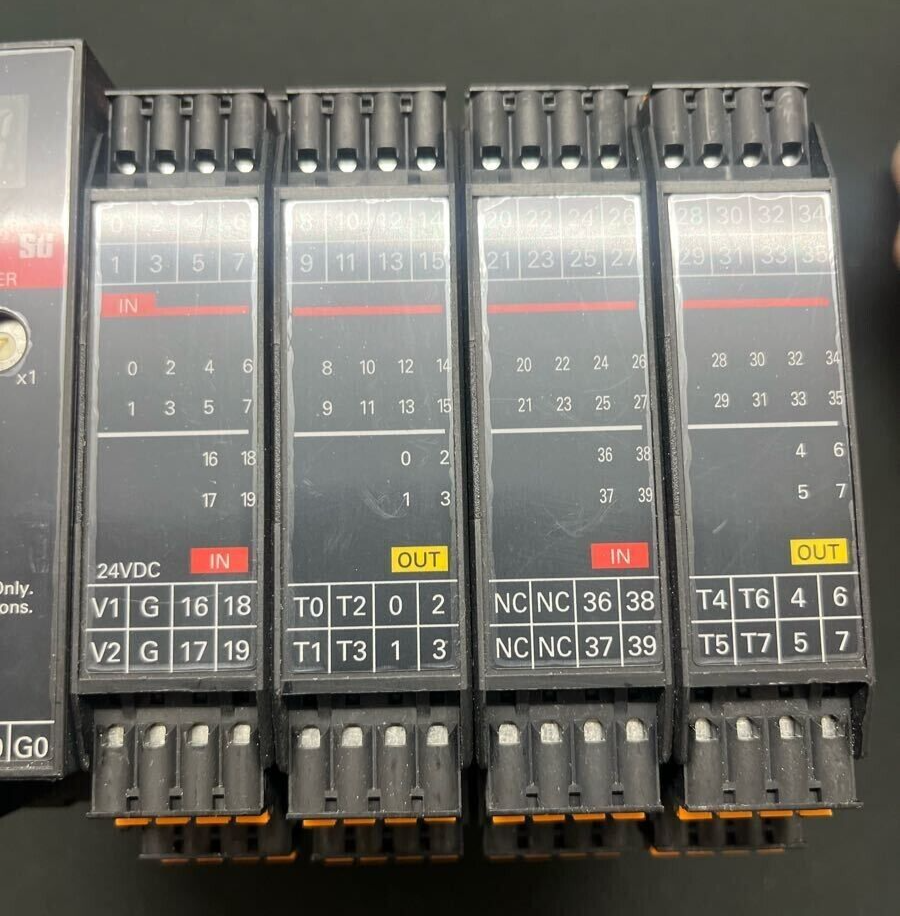 SG
ER
x1
Only.
ons.
G0
0 2 4 6
1 3 5 7
IN
0 2 4 6
1 3 5 7
16 18
17 19
24VDC IN
V1 G 16 18
V2 G 17 19
8 10 12 14
9 11 13 15
8 10 12 14
9 11 13 15
0 2
1 3
OUT
T0 T2 0 2
T1 T3 1 3
20 22 24 26
21 23 25 27
20 22 24 26
21 23 25 27
36 38
37 39
IN
NC NC 36 38
NC NC 37 39
28 30 32 34
29 31 33 35
28 30 32 34
29 31 33 35
4 6
5 7
OUT
T4 T6 4 6
T5 T7 5 7